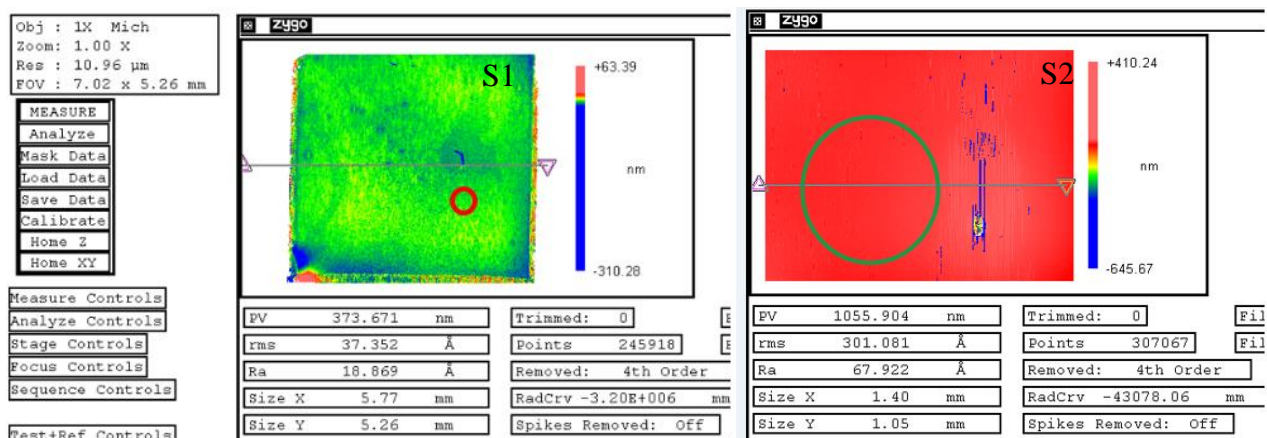 Obj : 1X Mich
Zoom: 1.00 X
Res : 10.96 µm
FOV : 7.02 x 5.26 mm
MEASURE
Analyze
Mask Data
Load Data
Save Data
Calibrate
Home Z
Home XY
Measure Controls
Analyze Controls
Stage Controls
Focus Controls
Sequence Controls
Test+Ref Controls
zygo
S1
+63.39
nm
-310.28
PV 373.671 nm
rms 37.352 Å
Ra 18.869 Å
Size X 5.77 mm
Size Y 5.26 mm
Trimmed: 0
Points 245918
Removed: 4th Order
RadCrv -3.20E+006 mm
Spikes Removed: Off
zygo
S2
+410.24
nm
-645.67
PV 1055.904 nm
rms 301.081 Å
Ra 67.922 Å
Size X 1.40 mm
Size Y 1.05 mm
Trimmed: 0
Points 307067
Removed: 4th Order
RadCrv -43078.06 mm
Spikes Removed: Off
Fil
Fil